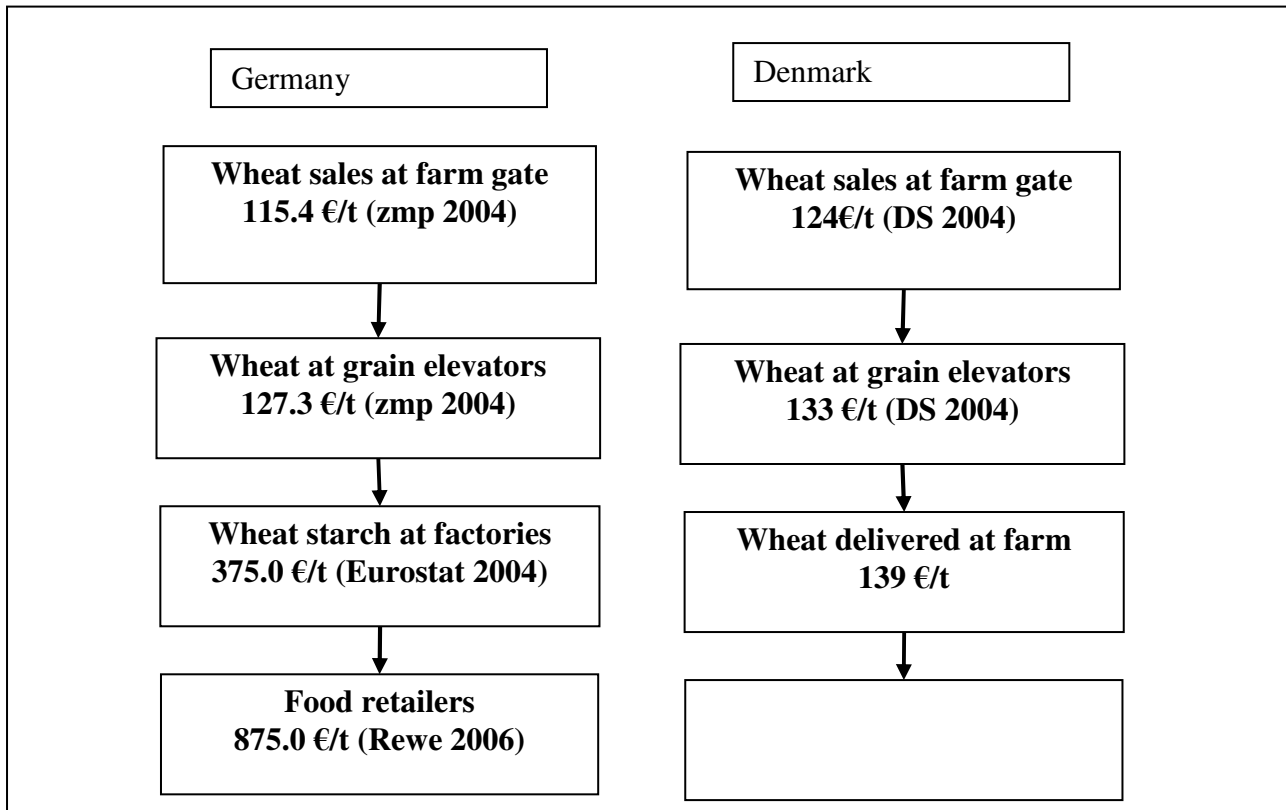 Germany
Wheat sales at farm gate
115.4 €/t (zmp 2004)
Wheat at grain elevators
127.3 €/t (zmp 2004)
Wheat starch at factories
375.0 €/t (Eurostat 2004)
Food retailers
875.0 €/t (Rewe 2006)
Denmark
Wheat sales at farm gate
124€/t (DS 2004)
Wheat at grain elevators
133 €/t (DS 2004)
Wheat delivered at farm
139 €/t